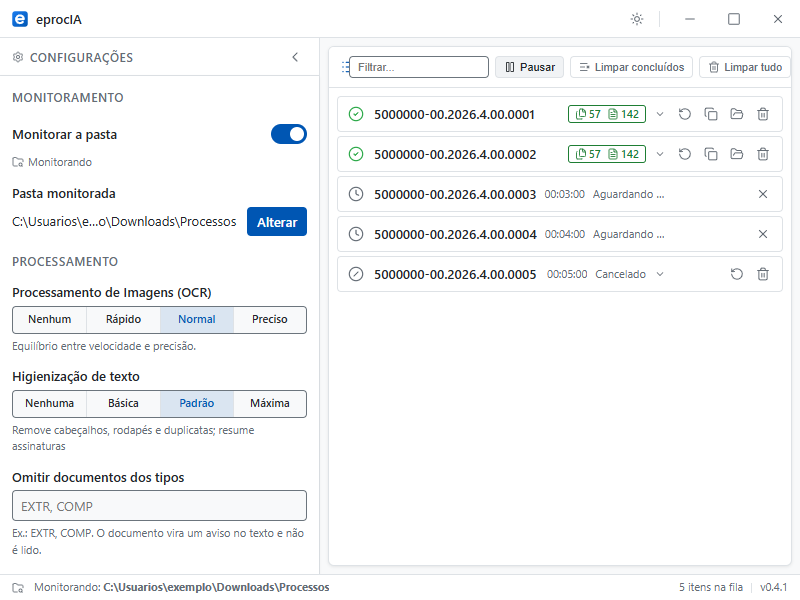 eprocIA
CONFIGURAÇÕES
MONITORAMENTO
Monitorar a pasta
Monitorando
Pasta monitorada
C:\Usuarios\e...o\Downloads\Processos
Alterar
PROCESSAMENTO
Processamento de Imagens (OCR)
Nenhum Rápido Normal Preciso
Equilíbrio entre velocidade e precisão.
Higienização de texto
Nenhuma Básica Padrão Máxima
Remove cabeçalhos, rodapés e duplicatas; resume
assinaturas
Omitir documentos dos tipos
EXTR, COMP
Ex.: EXTR, COMP. O documento vira um aviso no texto e não
é lido.
Filtrar... Pausar Limpar concluídos Limpar tudo
5000000-00.2026.4.00.0001 57 142
5000000-00.2026.4.00.0002 57 142
5000000-00.2026.4.00.0003 00:03:00 Aguardando ...
5000000-00.2026.4.00.0004 00:04:00 Aguardando ...
5000000-00.2026.4.00.0005 00:05:00 Cancelado
Monitorando: C:\Usuarios\exemplo\Downloads\Processos
5 itens na fila v0.4.1